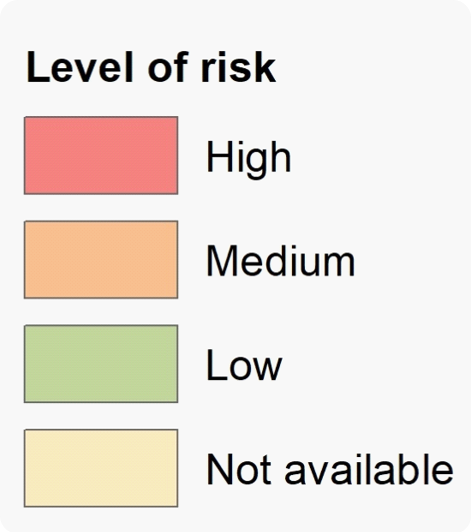 Level of risk
High
Medium
Low
Not available